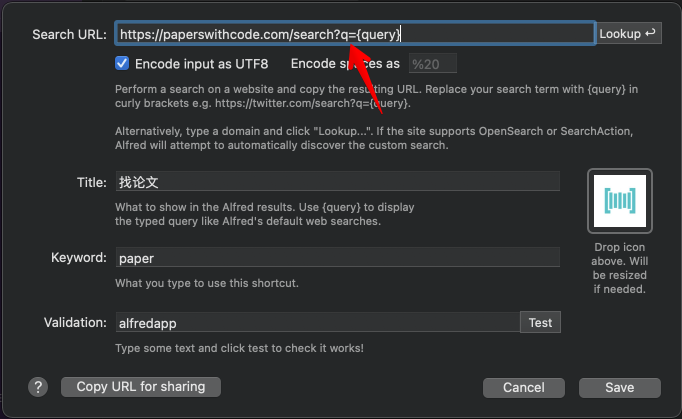 Search URL: https://paperswithcode.com/search?q={query} Lookup ↩
Encode input as UTF8 Encode spaces as %20
Perform a search on a website and copy the resulting URL. Replace your search term with {query} in
curly brackets e.g. https://twitter.com/search?q={query}.
Alternatively, type a domain and click "Lookup...". If the site supports OpenSearch or SearchAction,
Alfred will attempt to automatically discover the custom search.
Title: 找论文
What to show in the Alfred results. Use {query} to display
the typed query like Alfred's default web searches.
Drop icon
above. Will
be resized
if needed.
Keyword: paper
What you type to use this shortcut.
Validation: alfredapp Test
Type some text and click test to check it works!
? Copy URL for sharing Cancel Save